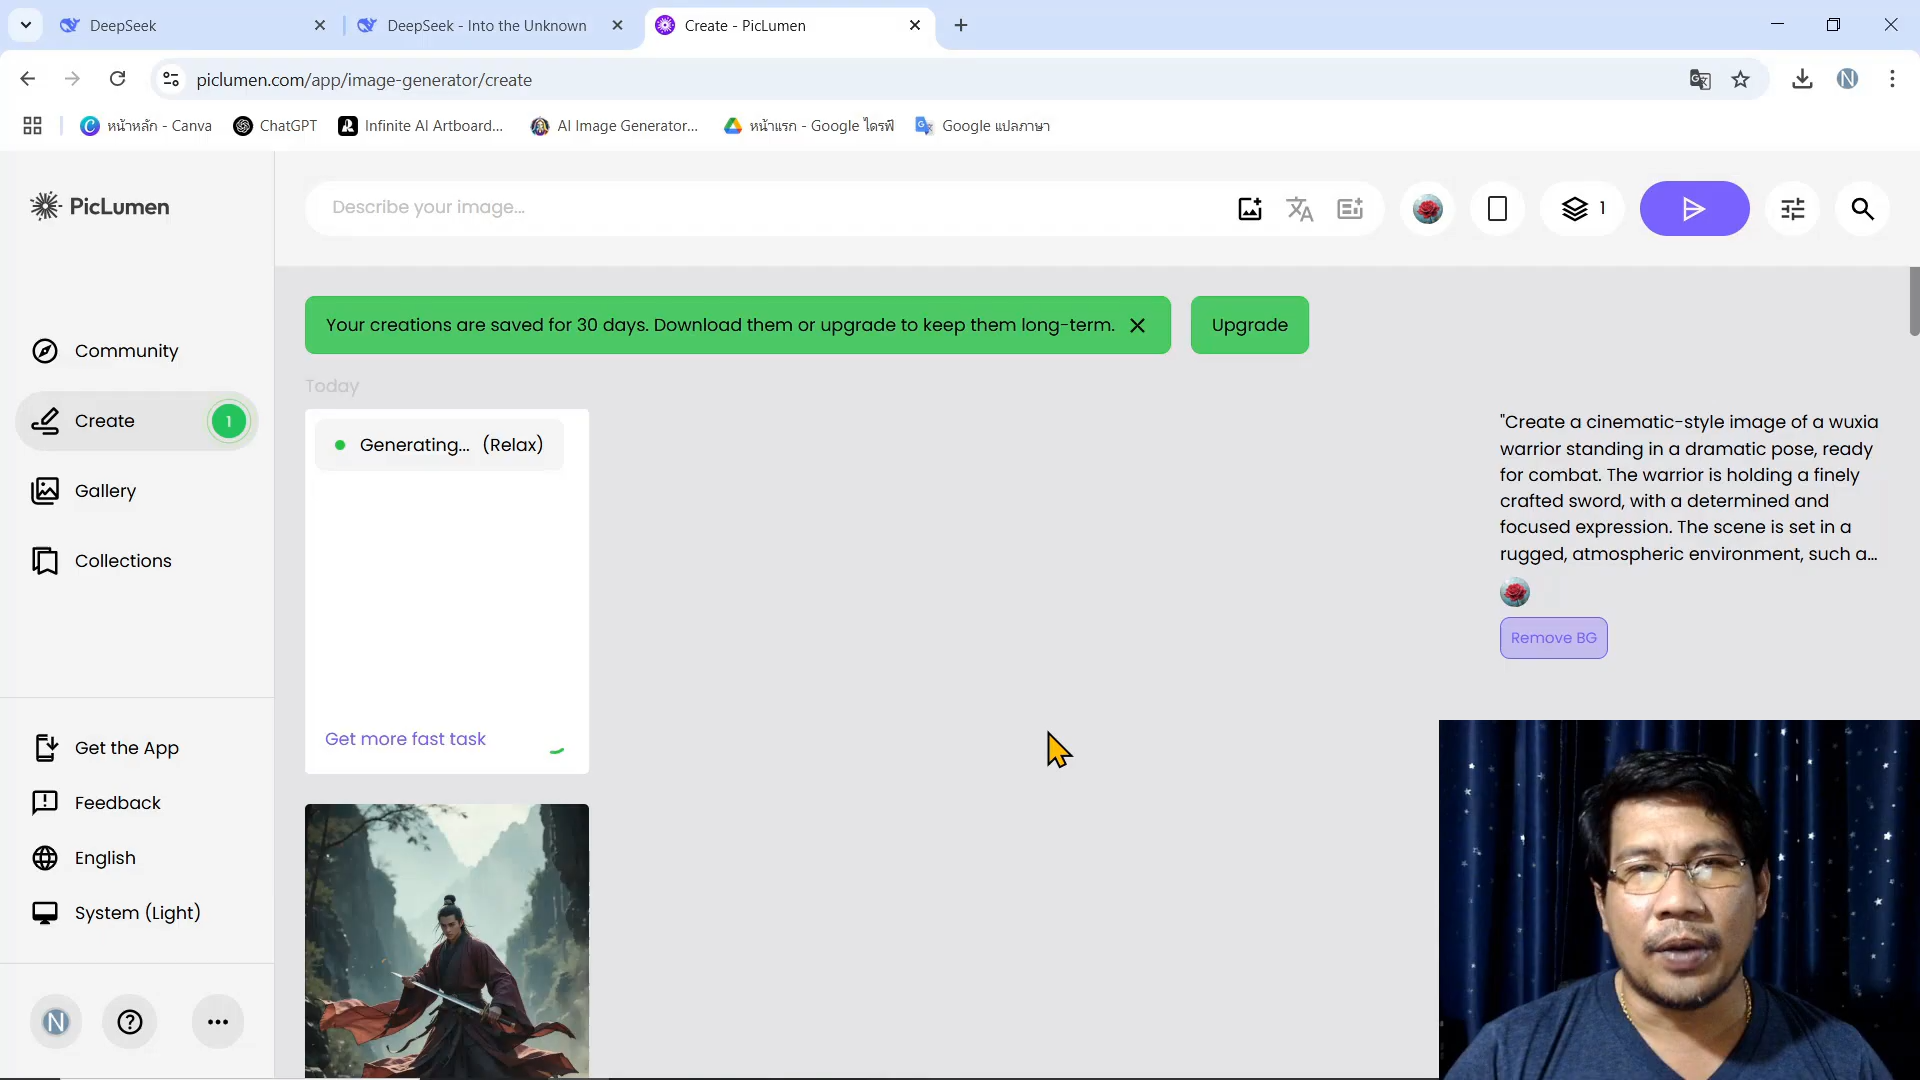 DeepSeek
DeepSeek - Into the Unknown
Create - PicLumen
piclumen.com/app/image-generator/create
N
หน้าหลัก - Canva
ChatGPT
Infinite AI Artboard...
AI Image Generator...
หน้าแรก - Google ไดรฟ์
Google แปลภาษา
PicLumen
Describe your image...
1
Community
Create
1
Gallery
Collections
Get the App
Feedback
English
System (Light)
N
Your creations are saved for 30 days. Download them or upgrade to keep them long-term.
Upgrade
Today
Generating... (Relax)
Get more fast task
"Create a cinematic-style image of a wuxia
warrior standing in a dramatic pose, ready
for combat. The warrior is holding a finely
crafted sword, with a determined and
focused expression. The scene is set in a
rugged, atmospheric environment, such a...
Remove BG